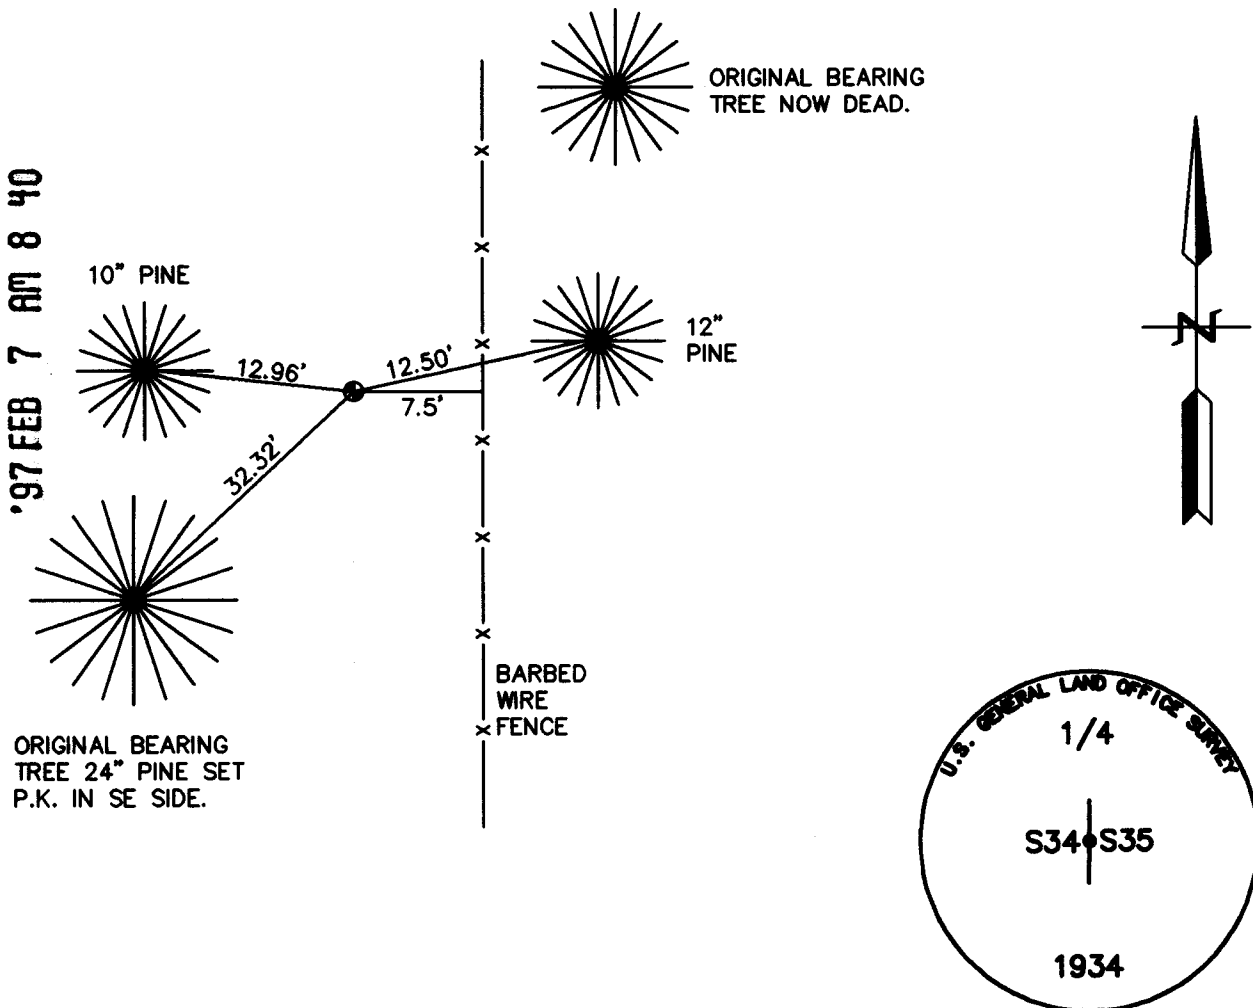 ORIGINAL BEARING
TREE NOW DEAD.
'97 FEB 7 AM 8 40
10" PINE
12"
PINE
12.96'
12.50'
7.5'
32.32'
N
BARBED
WIRE
FENCE
ORIGINAL BEARING
TREE 24" PINE SET
P.K. IN SE SIDE.
U.S. GENERAL LAND OFFICE SURVEY
1/4
S34 S35
1934